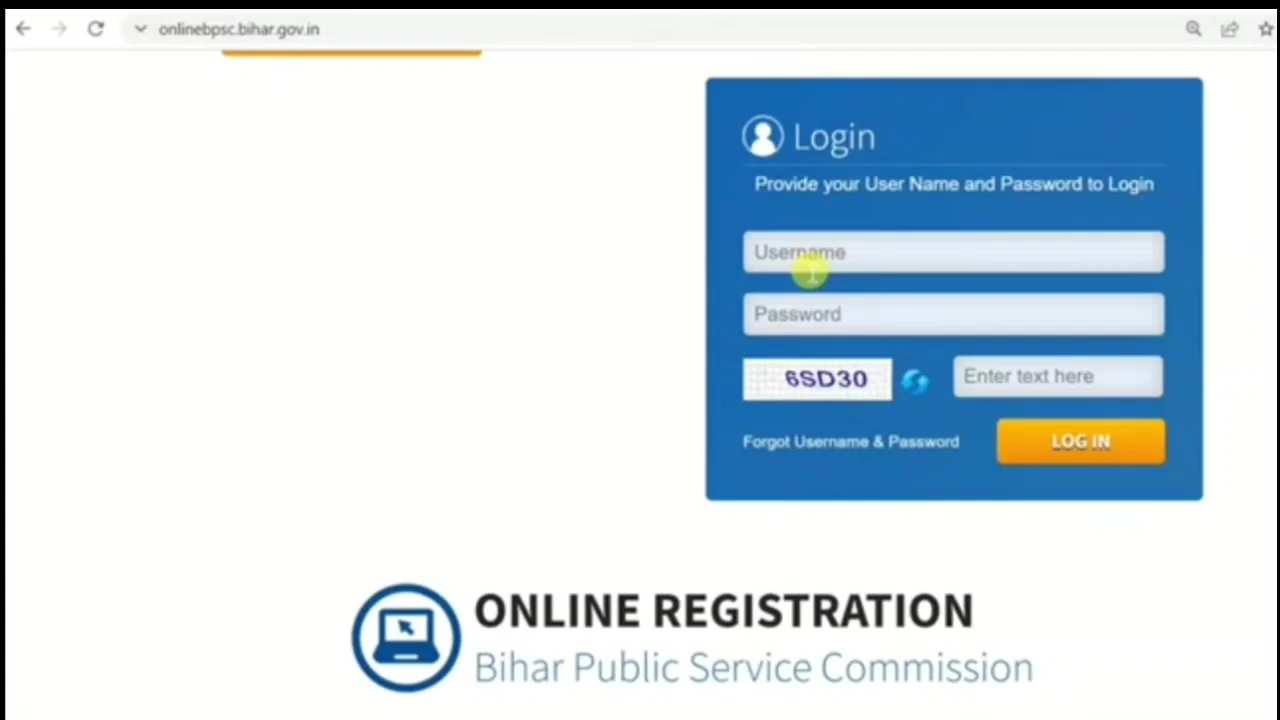 onlinebpsc.bihar.gov.in
Login
Provide your User Name and Password to Login
Username
Password
6SD30
Enter text here
Forgot Username & Password
LOG IN
ONLINE REGISTRATION
Bihar Public Service Commission